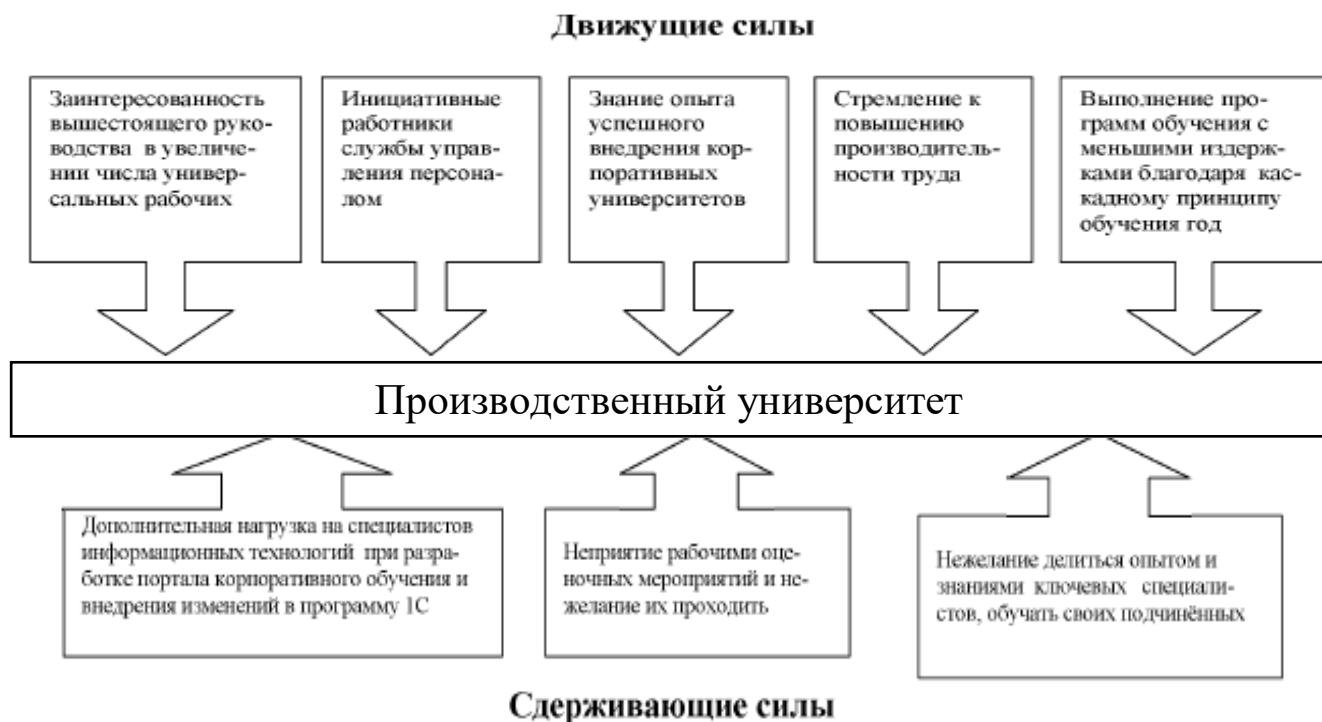 Движущие силы
Заинтересованность
вышестоящего руко-
водства в увеличе-
нии числа универ-
сальных рабочих
Инициативные
работники
службы управ-
ления персона-
лом
Знание опыта
успешного
внедрения кор-
поративных
университетов
Стремление к
повышению
производитель-
ности труда
Выполнение про-
грамм обучения с
меньшими издерж-
ками благодаря кас-
кадному принципу
обучения год
Производственный университет
Дополнительная нагрузка на специалистов
информационных технологий при разра-
ботке портала корпоративного обучения и
внедрения изменений в программу 1С
Неприятие рабочими оце-
ночных мероприятий и не-
желание их проходить
Нежелание делиться опытом и
знаниями ключевых специали-
стов, обучать своих подчинённых
Сдерживающие силы